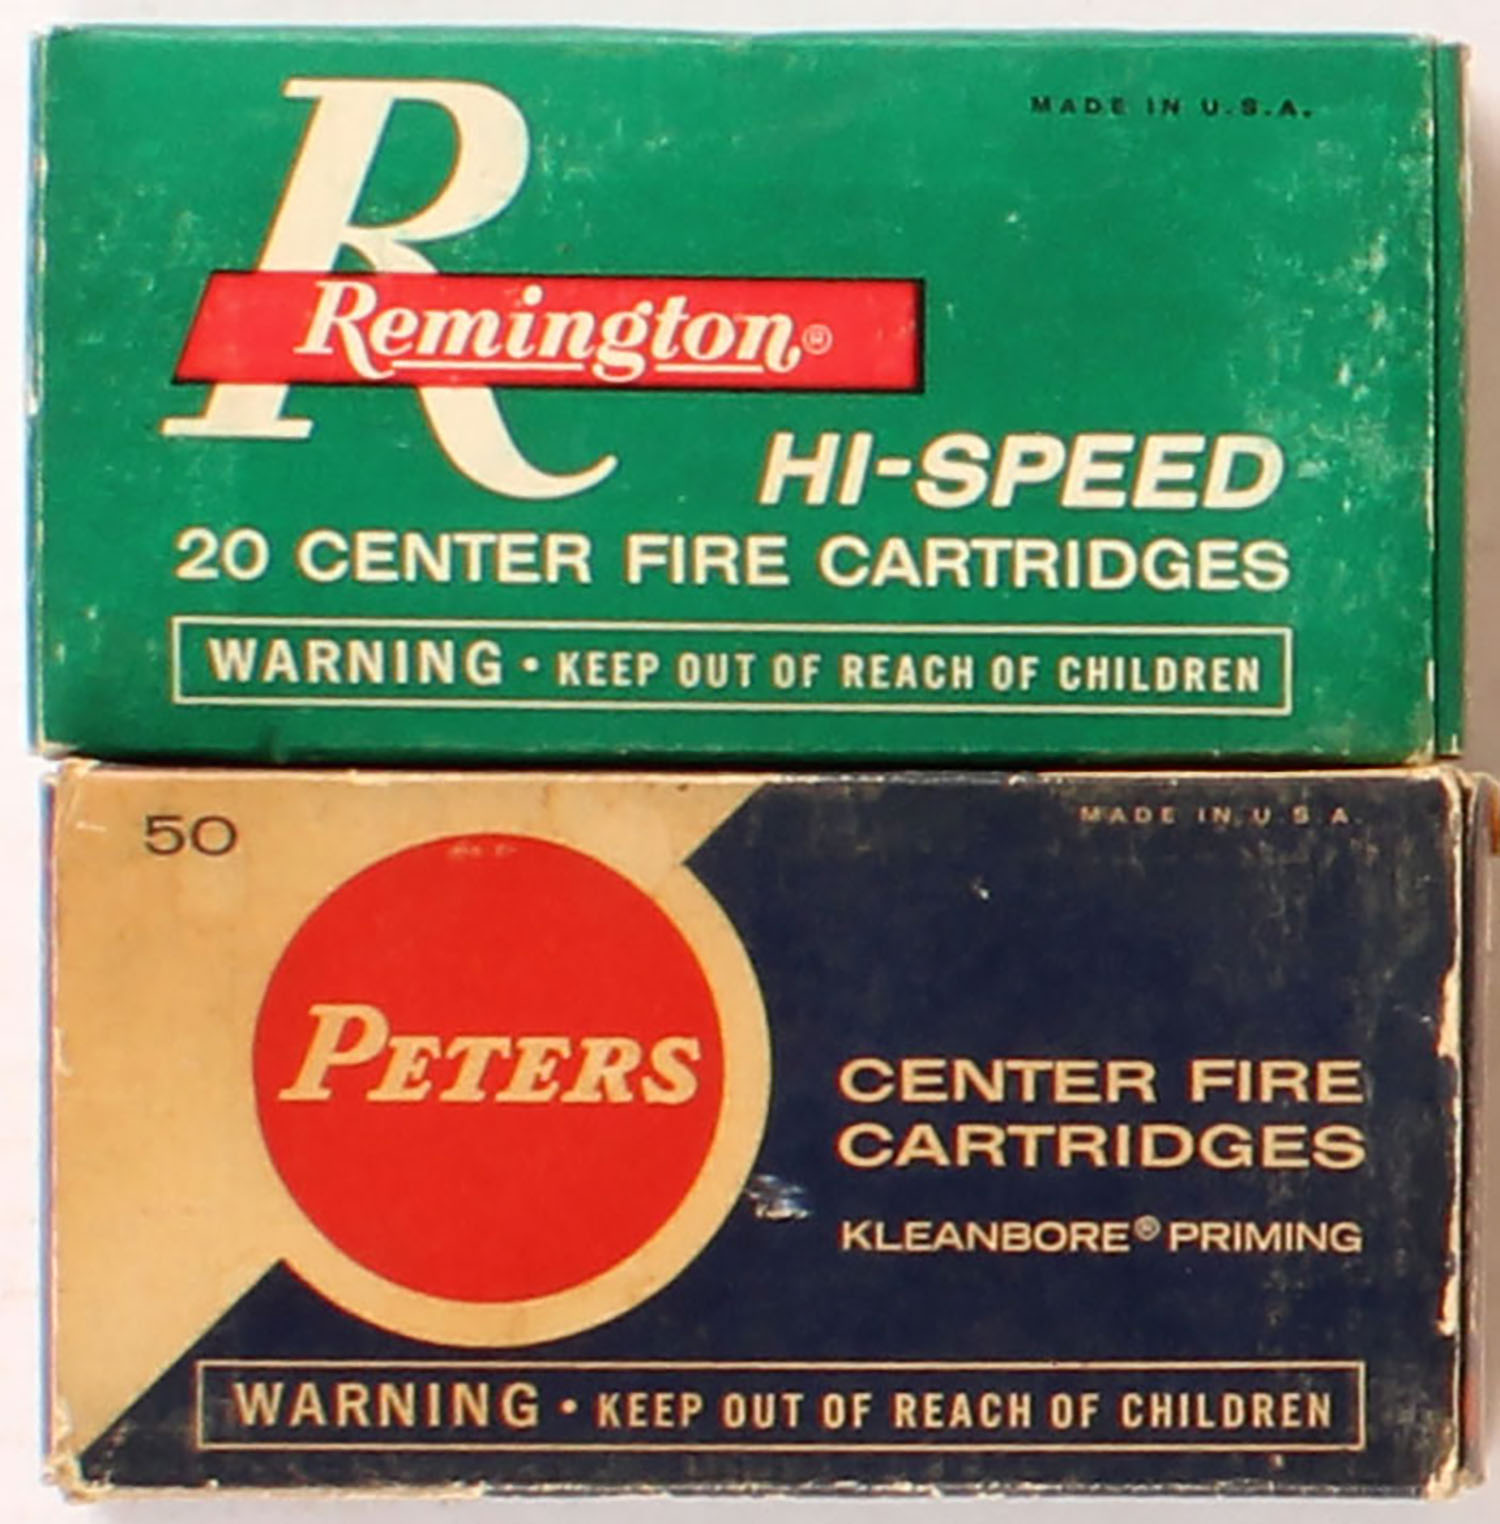 MADE IN U.S.A.
R
Remington®
HI-SPEED
20 CENTER FIRE CARTRIDGES
WARNING • KEEP OUT OF REACH OF CHILDREN
50
MADE IN U.S.A.
PETERS
CENTER FIRE
CARTRIDGES
KLEANBORE® PRIMING
WARNING • KEEP OUT OF REACH OF CHILDREN